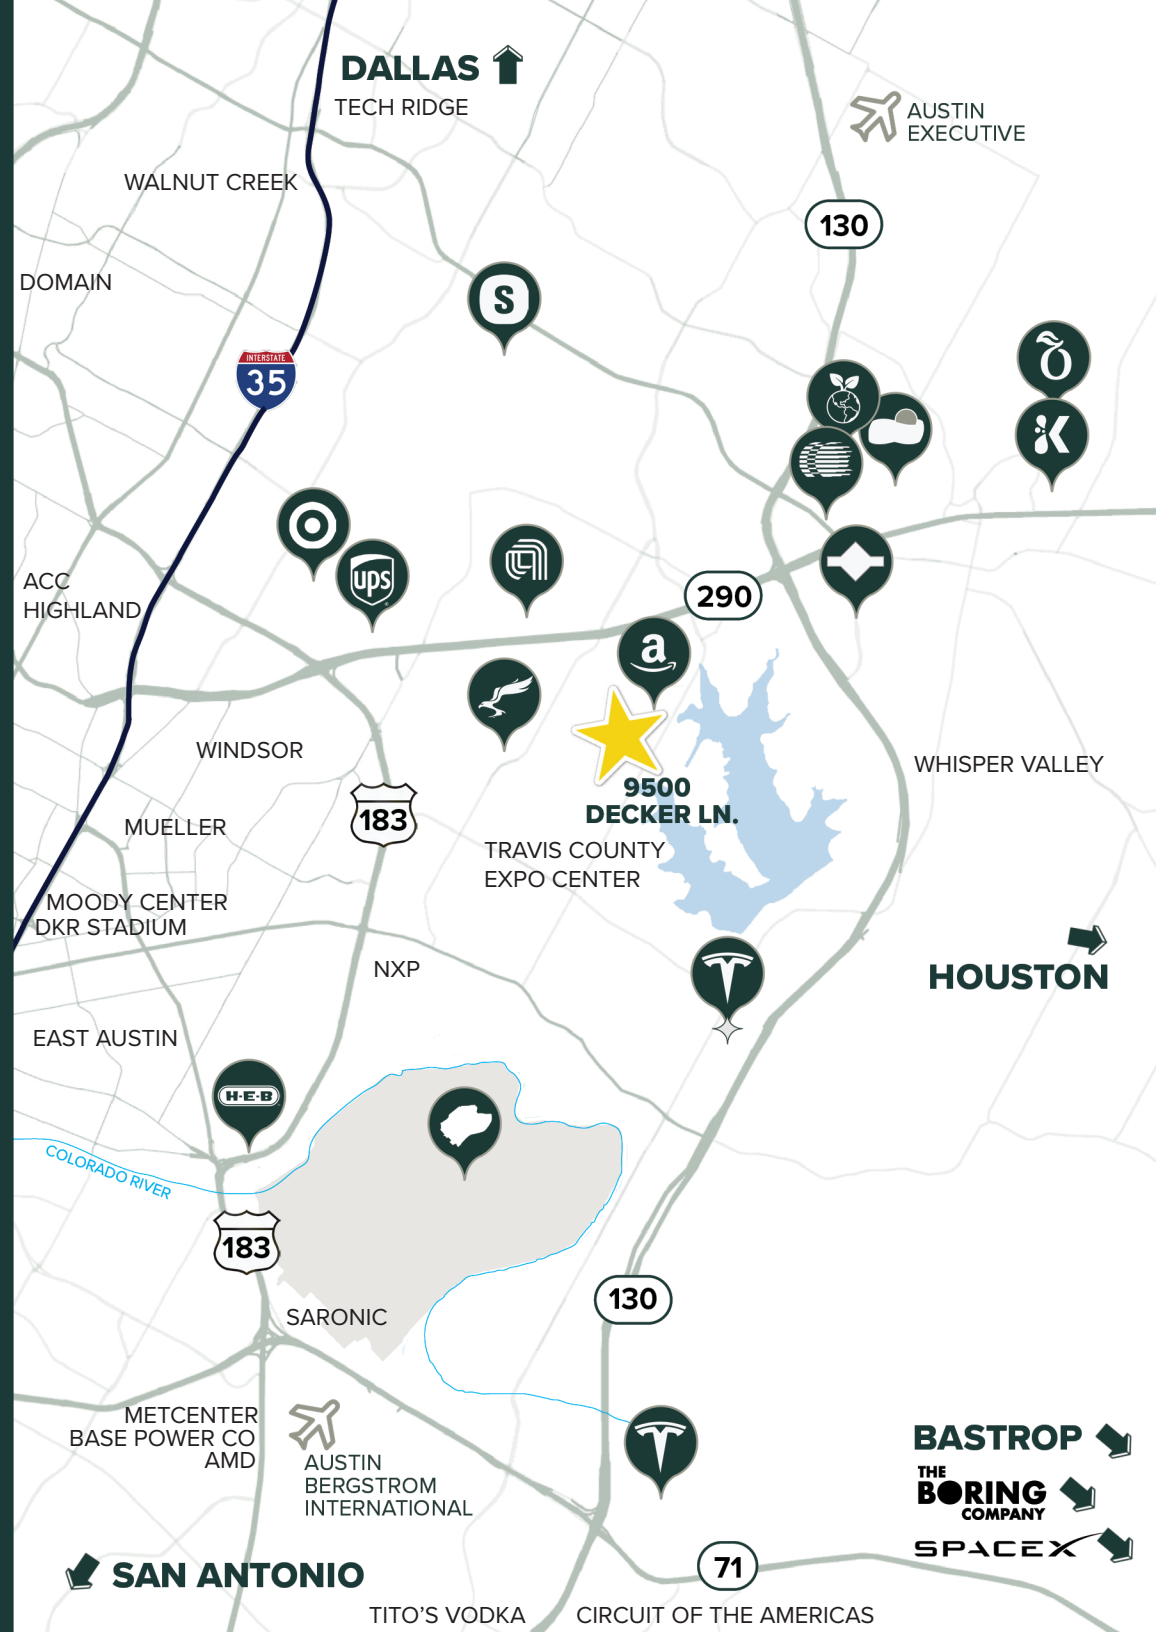 DALLAS
TECH RIDGE
AUSTIN
EXECUTIVE
WALNUT CREEK
130
DOMAIN
S
INTERSTATE
35
K
ACC
HIGHLAND
ups
290
a
WINDSOR
183
WHISPER VALLEY
9500
DECKER LN.
MUELLER
TRAVIS COUNTY
EXPO CENTER
MOODY CENTER
DKR STADIUM
NXP
HOUSTON
EAST AUSTIN
H-E-B
COLORADO RIVER
183
130
SARONIC
METCENTER
BASE POWER CO
AMD
AUSTIN
BERGSTROM
INTERNATIONAL
BASTROP
THE
BORING
COMPANY
SPACEX
SAN ANTONIO
71
TITO'S VODKA
CIRCUIT OF THE AMERICAS